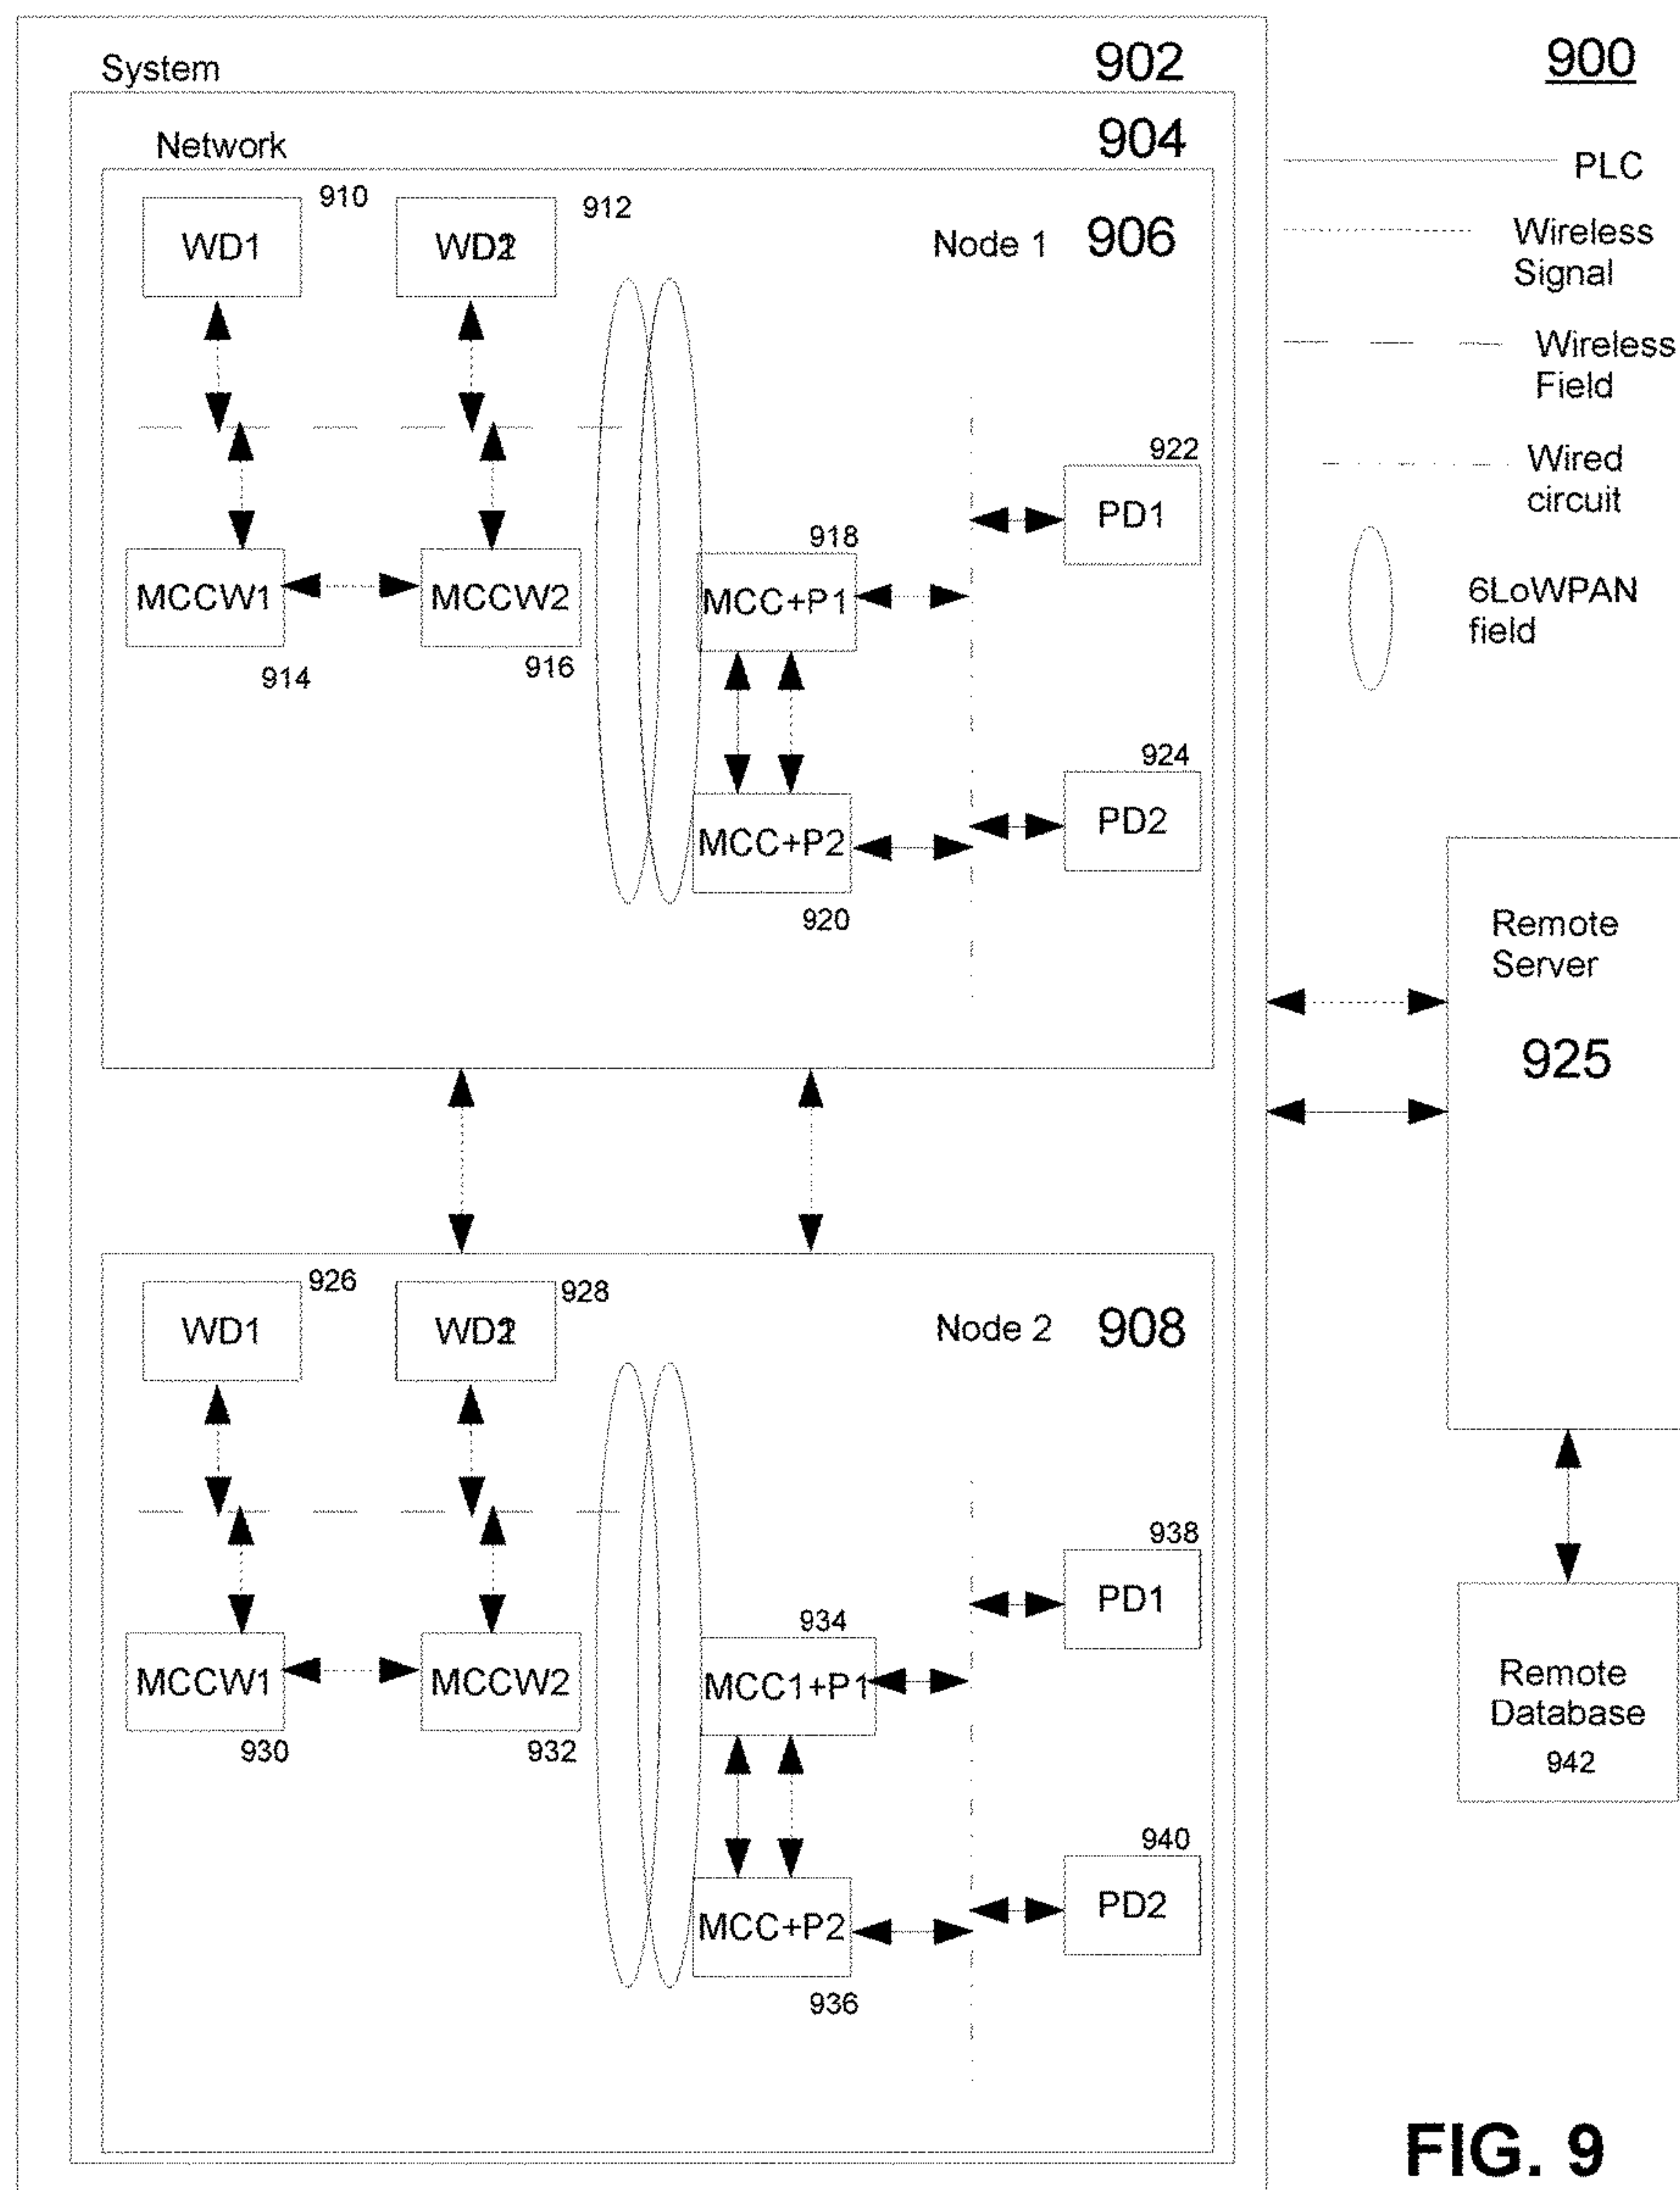 System 902
900
Network 904
PLC
910
912
WD1
Node 1 906
Wireless
Signal
Wireless
Field
922
Wired
circuit
PD1
918
MCCW1
MCCW2
MCC+P1
6LoWPAN
field
914
916
924
PD2
MCC+P2
920
Remote
Server
925
926
928
WD1
Node 2 908
938
PD1
934
MCCW1
MCCW2
MCC1+P1
930
932
Remote
Database
942
940
PD2
MCC+P2
936
FIG. 9